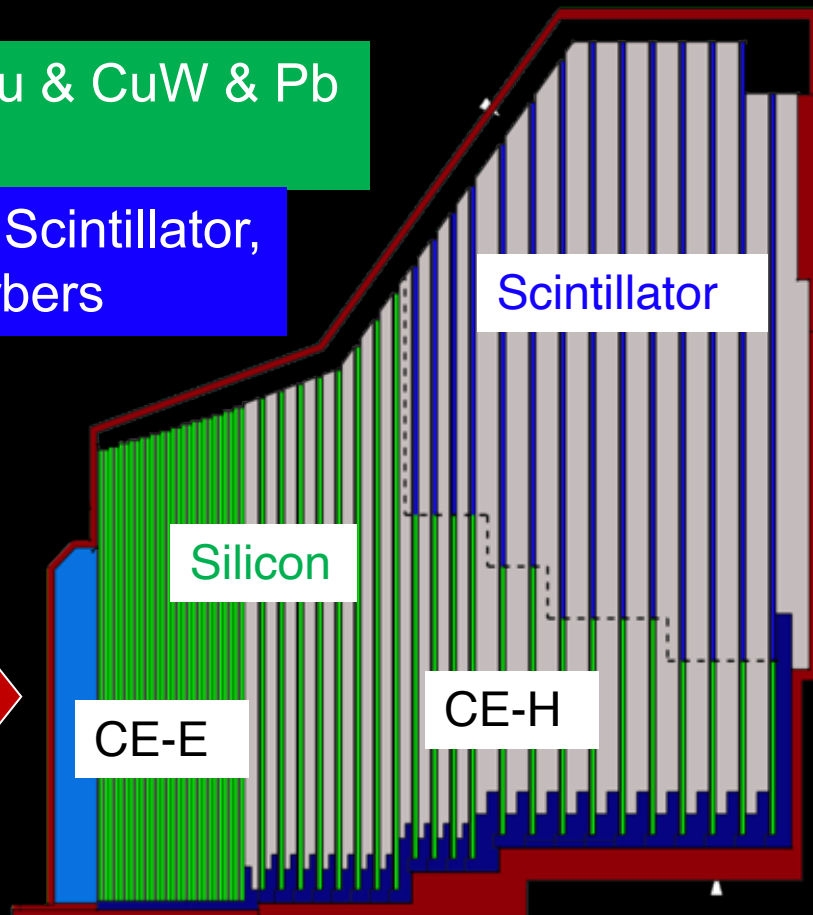 u & CuW & Pb
Scintillator,
bers
Scintillator
Silicon
CE-H
CE-E